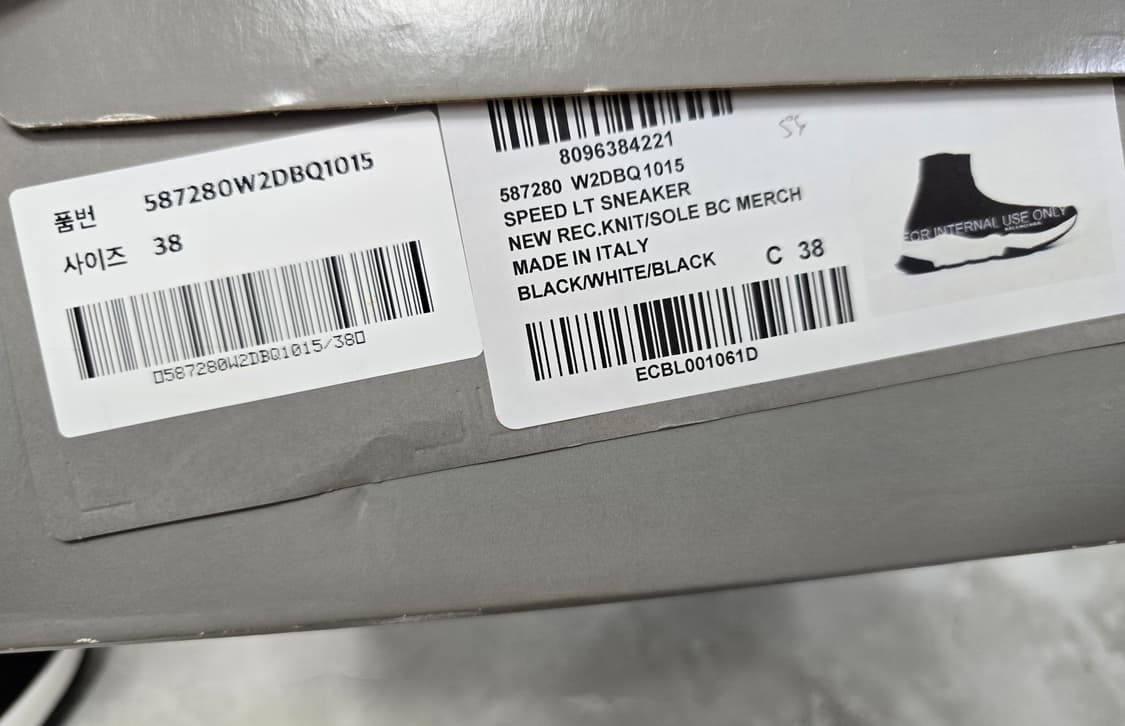 품번 587280W2DBQ1015
사이즈 38
▯587280W2DBQ1015/38▯
8096384221
587280 W2DBQ1015
SPEED LT SNEAKER
NEW REC.KNIT/SOLE BC MERCH
MADE IN ITALY
BLACK/WHITE/BLACK C 38
ECBL001061D
FOR INTERNAL USE ONLY
BALENCIAGA